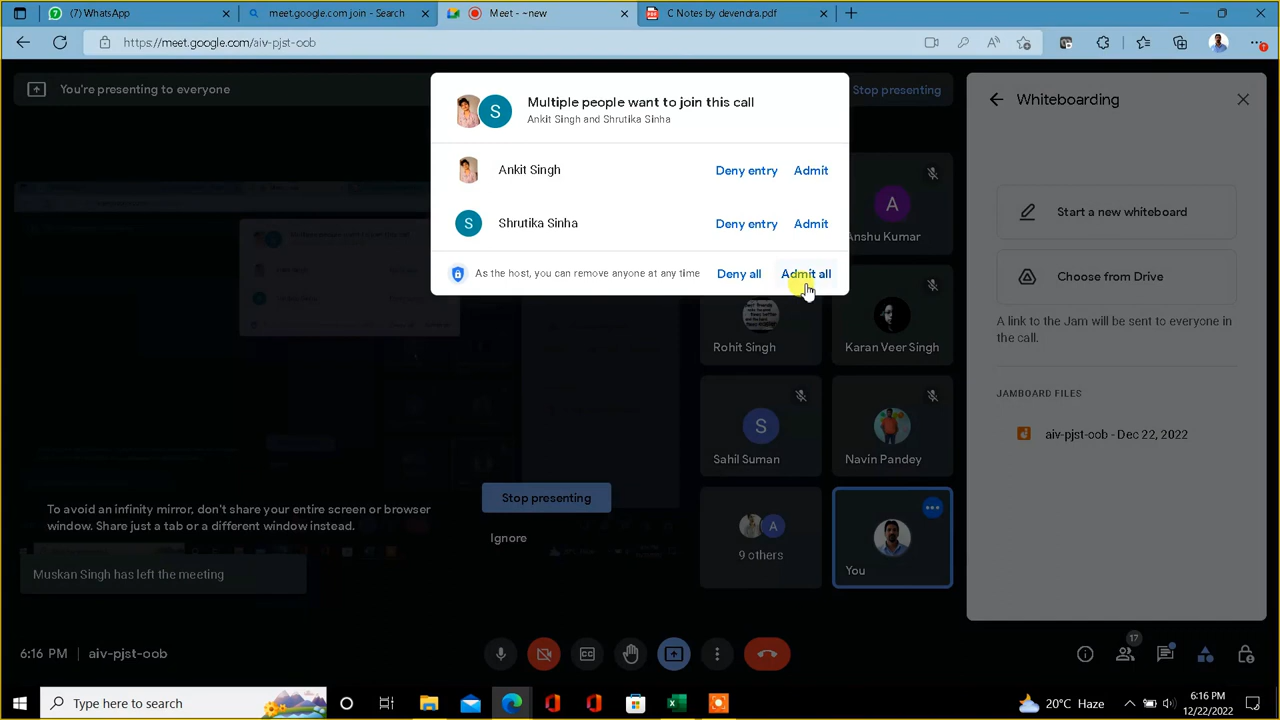 (7) WhatsApp
meet.google.com join - Search
Meet - ~new
C Notes by devendra.pdf
https://meet.google.com/aiv-pjst-oob
You're presenting to everyone
Stop presenting
Multiple people want to join this call
Ankit Singh and Shrutika Sinha
Ankit Singh
Deny entry
Admit
S
Shrutika Sinha
Deny entry
Admit
As the host, you can remove anyone at any time
Deny all
Admit all
A
Anshu Kumar
Rohit Singh
Karan Veer Singh
S
Sahil Suman
Navin Pandey
A
9 others
You
Stop presenting
Ignore
To avoid an infinity mirror, don't share your entire screen or browser
window. Share just a tab or a different window instead.
Muskan Singh has left the meeting
Whiteboarding
Start a new whiteboard
Choose from Drive
A link to the Jam will be sent to everyone in
the call.
JAMBOARD FILES
aiv-pjst-oob - Dec 22, 2022
6:16 PM
aiv-pjst-oob
CC
17
Type here to search
20°C Haze
6:16 PM
12/22/2022